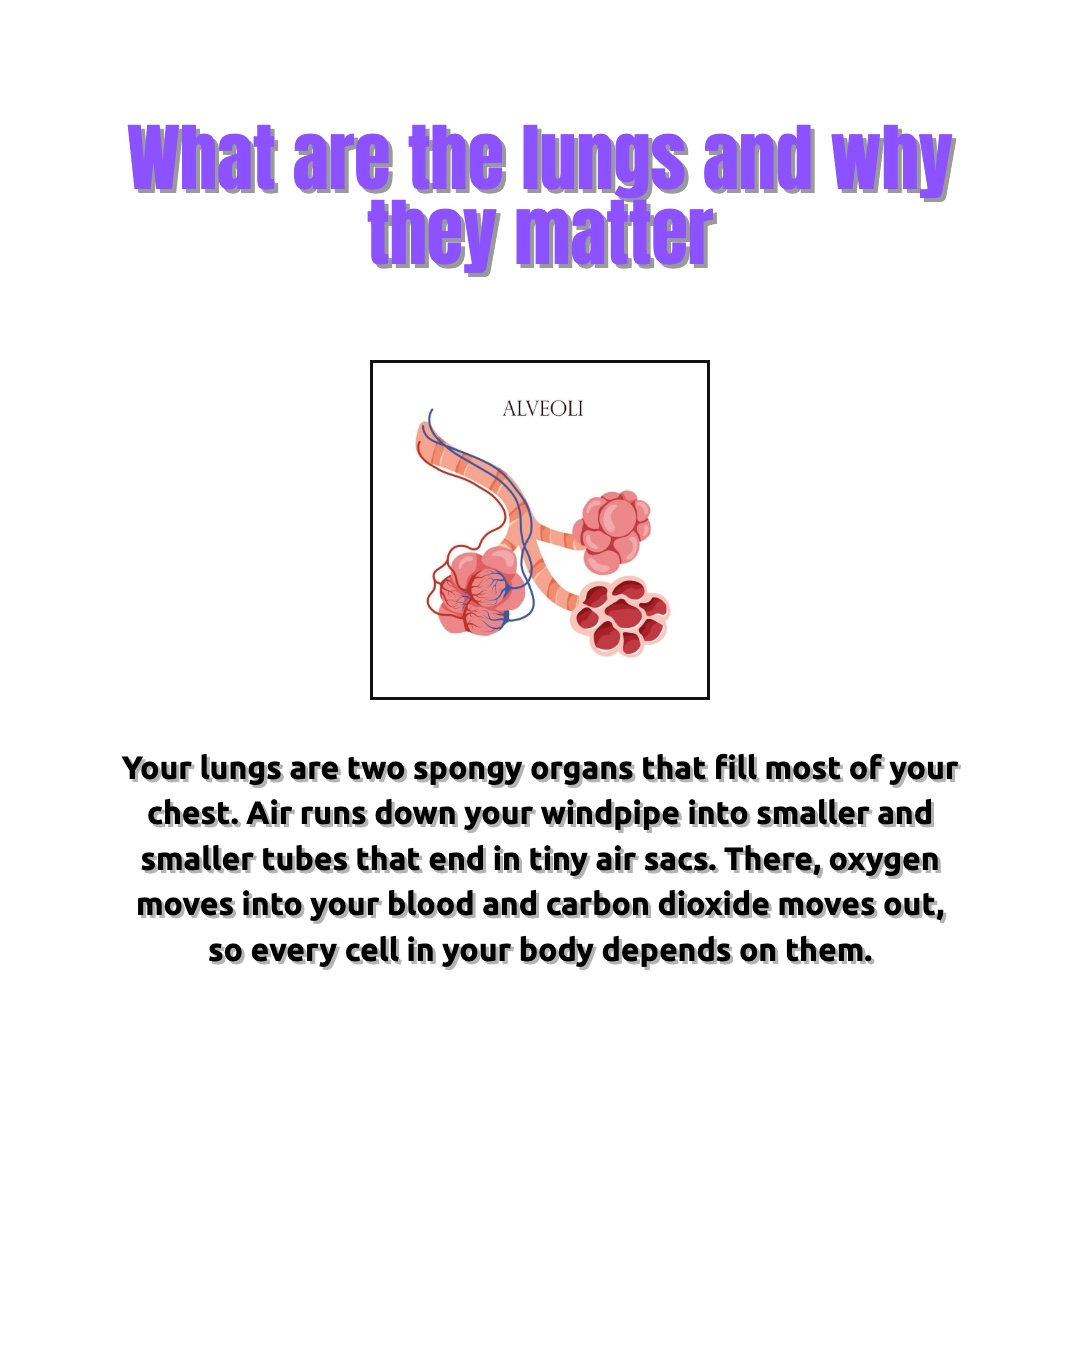 What are the lungs and why
they matter
ALVEOLI
Your lungs are two spongy organs that fill most of your
chest. Air runs down your windpipe into smaller and
smaller tubes that end in tiny air sacs. There, oxygen
moves into your blood and carbon dioxide moves out,
so every cell in your body depends on them.